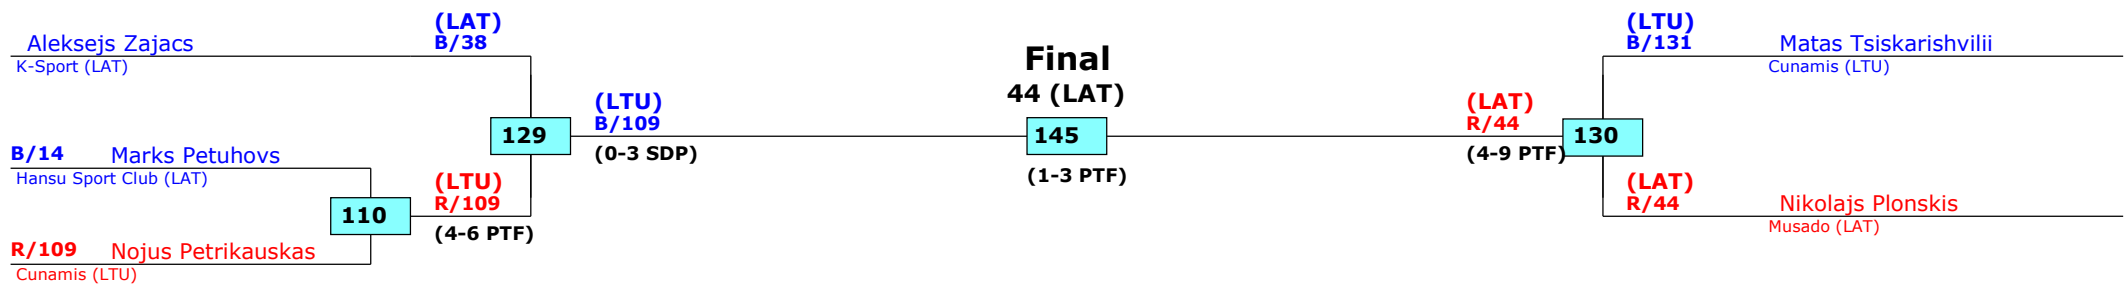 (LAT)
B/38
Aleksejs Zajacs
K-Sport (LAT)
B/14 Marks Petuhovs
Hansu Sport Club (LAT)
R/109 Nojus Petrikauskas
Cunamis (LTU)
110
(LTU)
R/109
(4-6 PTF)
129
(LTU)
B/109
(0-3 SDP)
Final
44 (LAT)
145
(1-3 PTF)
(LAT)
R/44
(4-9 PTF)
130
(LTU)
B/131 Matas Tsiskarishvilii
Cunamis (LTU)
(LAT)
R/44 Nikolajs Plonskis
Musado (LAT)